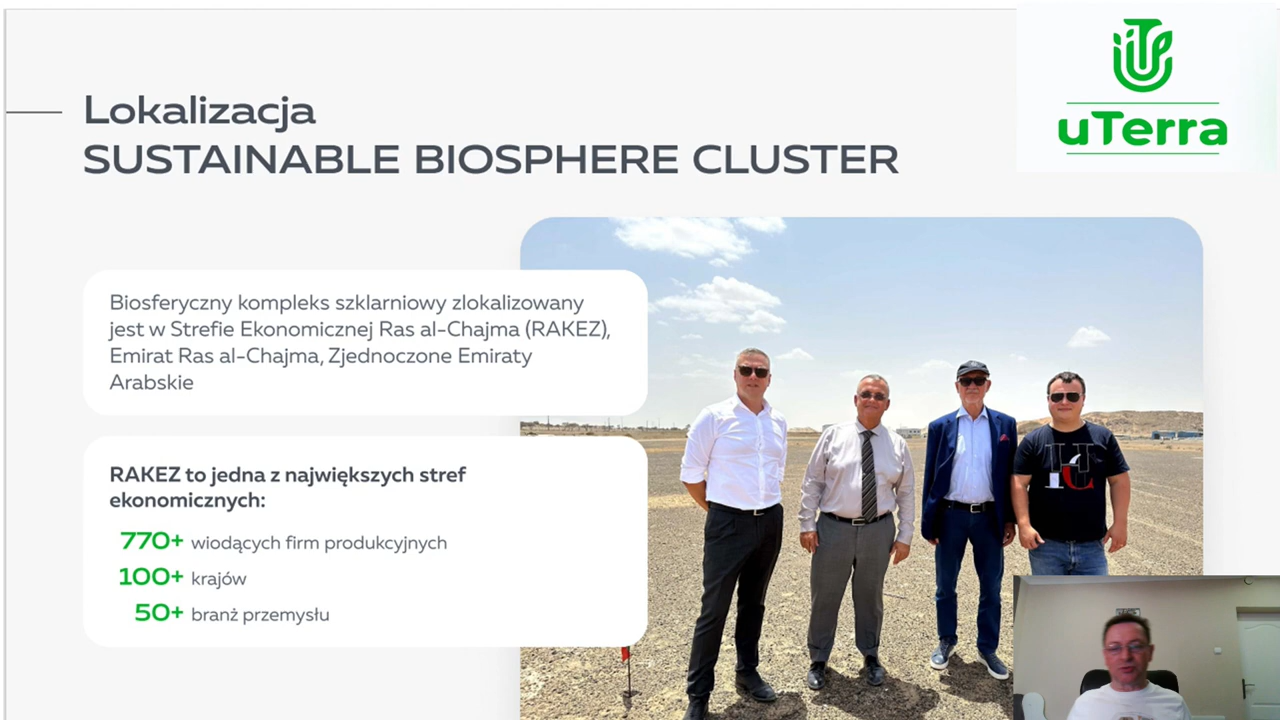 Lokalizacja
SUSTAINABLE BIOSPHERE CLUSTER
uTerra
Biosferyczny kompleks szklarniowy zlokalizowany
jest w Strefie Ekonomicznej Ras al-Chajma (RAKEZ),
Emirat Ras al-Chajma, Zjednoczone Emiraty
Arabskie
RAKEZ to jedna z największych stref
ekonomicznych:
770+ wiodących firm produkcyjnych
100+ krajów
50+ branż przemysłu